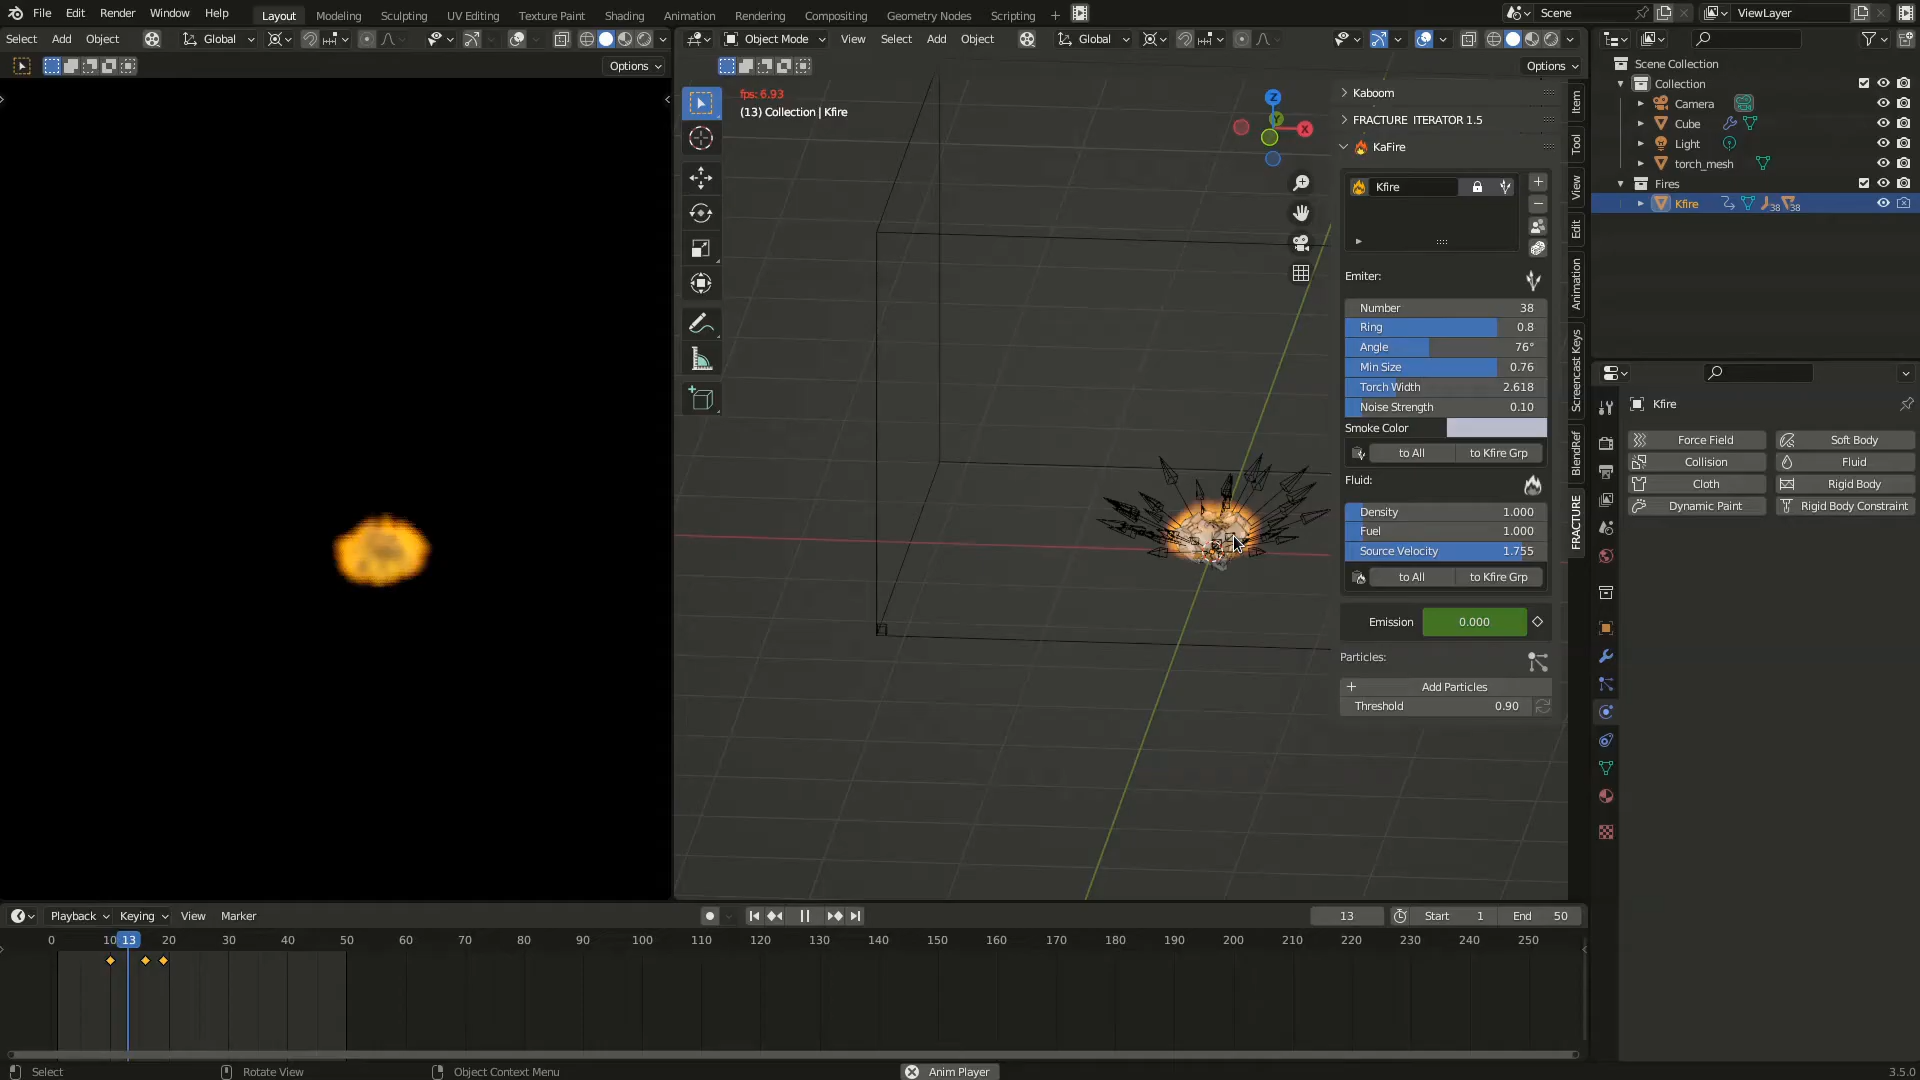 File Edit Render Window Help
Layout Modeling Sculpting UV Editing Texture Paint Shading Animation Rendering Compositing Geometry Nodes Scripting +
Scene
ViewLayer
Select Add Object Global
Options
Object Mode View Select Add Object Global
Options
fps: 6.93
(13) Collection | Kfire
Z
Y
X
Kaboom
FRACTURE ITERATOR 1.5
KaFire
Kfire
Emiter:
Number 38
Ring 0.8
Angle 76°
Min Size 0.76
Torch Width 2.618
Noise Strength 0.10
Smoke Color
to All to Kfire Grp
Fluid:
Density 1.000
Fuel 1.000
Source Velocity 1.755
to All to Kfire Grp
Emission 0.000
Particles:
Add Particles
Threshold 0.90
Item
Tool
View
Edit
Animation
Screencast Keys
BlendRef
FRACTURE
Scene Collection
Collection
Camera
Cube
Light
torch_mesh
Fires
Kfire 38 38
Kfire
Force Field Soft Body
Collision Fluid
Cloth Rigid Body
Dynamic Paint Rigid Body Constraint
Playback Keying View Marker
13 Start 1 End 50
0 10 13 20 30 40 50 60 70 80 90 100 110 120 130 140 150 160 170 180 190 200 210 220 230 240 250
Select Rotate View Object Context Menu Anim Player 3.5.0